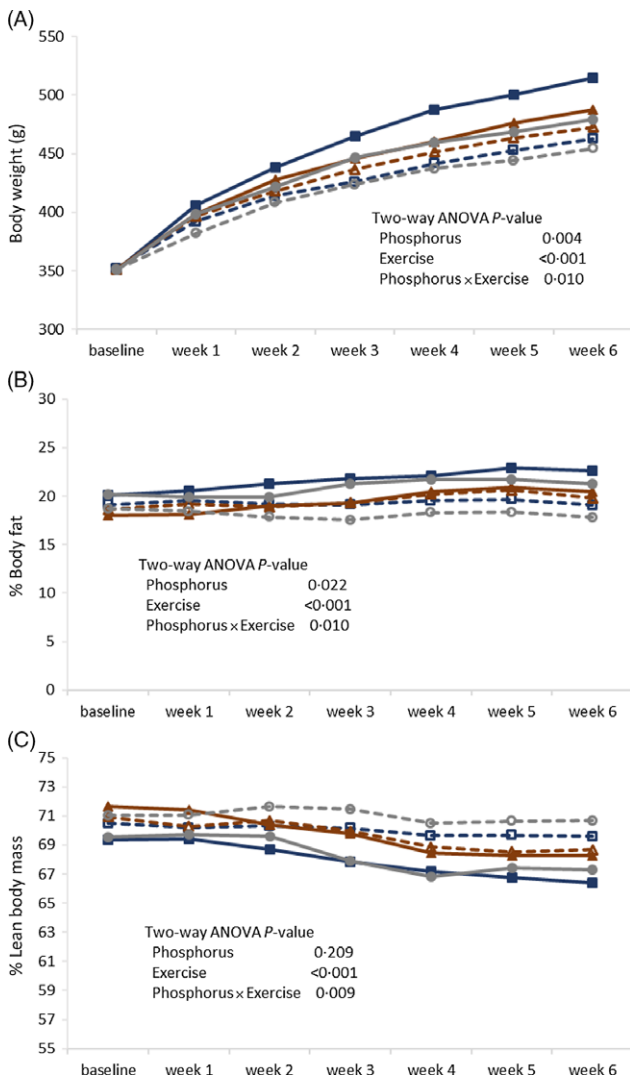 (A)
550
500
450
400
350
300
Body weight (g)
Two-way ANOVA P-value
Phosphorus 0·004
Exercise <0·001
Phosphorus × Exercise 0·010
baseline week 1 week 2 week 3 week 4 week 5 week 6
(B)
30
25
20
15
10
5
0
% Body fat
Two-way ANOVA P-value
Phosphorus 0·022
Exercise <0·001
Phosphorus × Exercise 0·010
baseline week 1 week 2 week 3 week 4 week 5 week 6
(C)
75
73
71
69
67
65
63
61
59
57
55
% Lean body mass
Two-way ANOVA P-value
Phosphorus 0·209
Exercise <0·001
Phosphorus × Exercise 0·009
baseline week 1 week 2 week 3 week 4 week 5 week 6